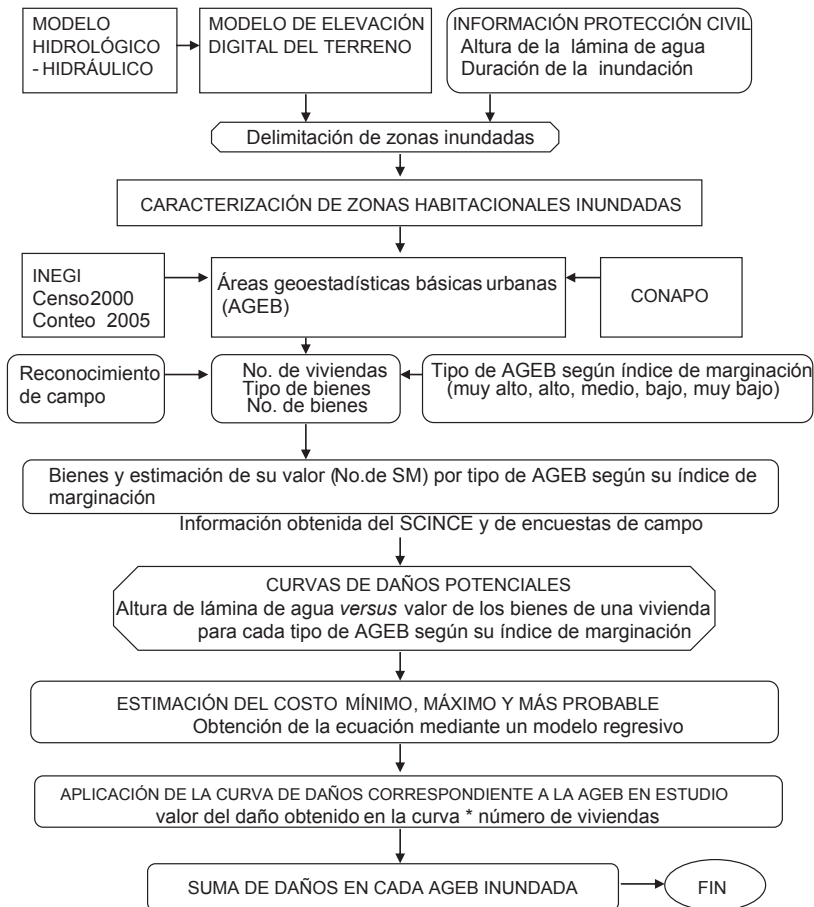 MODELO
HIDROLÓGICO
- HIDRÁULICO
MODELO DE ELEVACIÓN
DIGITAL DEL TERRENO
INFORMACIÓN PROTECCIÓN CIVIL
Altura de la lámina de agua
Duración de la inundación
Delimitación de zonas inundadas
CARACTERIZACIÓN DE ZONAS HABITACIONALES INUNDADAS
INEGI
Censo2000
Conteo 2005
Áreas geoestadísticas básicas urbanas
(AGEB)
CONAPO
Reconocimiento
de campo
No. de viviendas
Tipo de bienes
No. de bienes
Tipo de AGEB según índice de marginación
(muy alto, alto, medio, bajo, muy bajo)
Bienes y estimación de su valor (No.de SM) por tipo de AGEB según su índice de
marginación
Información obtenida del SCINCE y de encuestas de campo
CURVAS DE DAÑOS POTENCIALES
Altura de lámina de agua versus valor de los bienes de una vivienda
para cada tipo de AGEB según su índice de marginación
ESTIMACIÓN DEL COSTO MÍNIMO, MÁXIMO Y MÁS PROBABLE
Obtención de la ecuación mediante un modelo regresivo
APLICACIÓN DE LA CURVA DE DAÑOS CORRESPONDIENTE A LA AGEB EN ESTUDIO
valor del daño obtenido en la curva * número de viviendas
SUMA DE DAÑOS EN CADA AGEB INUNDADA
FIN